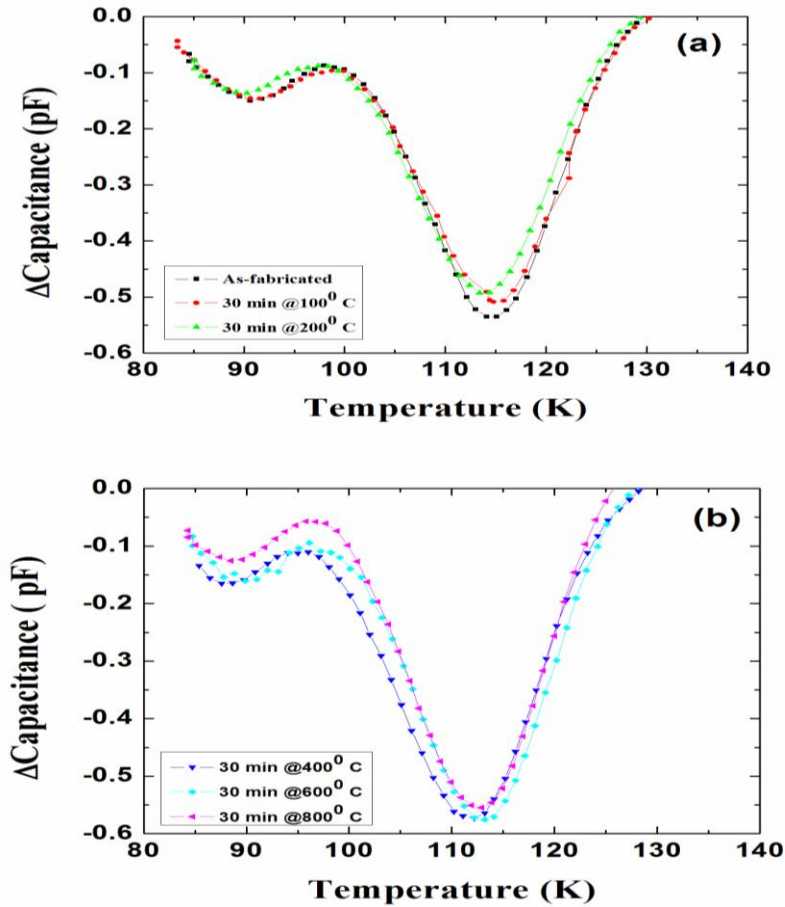 0.0
(a)
-0.1
-0.2
-0.3
-0.4
-0.5
-0.6
ΔCapacitance (pF)
As-fabricated
30 min @100⁰ C
30 min @200⁰ C
80 90 100 110 120 130 140
Temperature (K)
0.0
(b)
-0.1
-0.2
-0.3
-0.4
-0.5
-0.6
ΔCapacitance ( pF)
30 min @400⁰ C
30 min @600⁰ C
30 min @800⁰ C
80 90 100 110 120 130 140
Temperature (K)